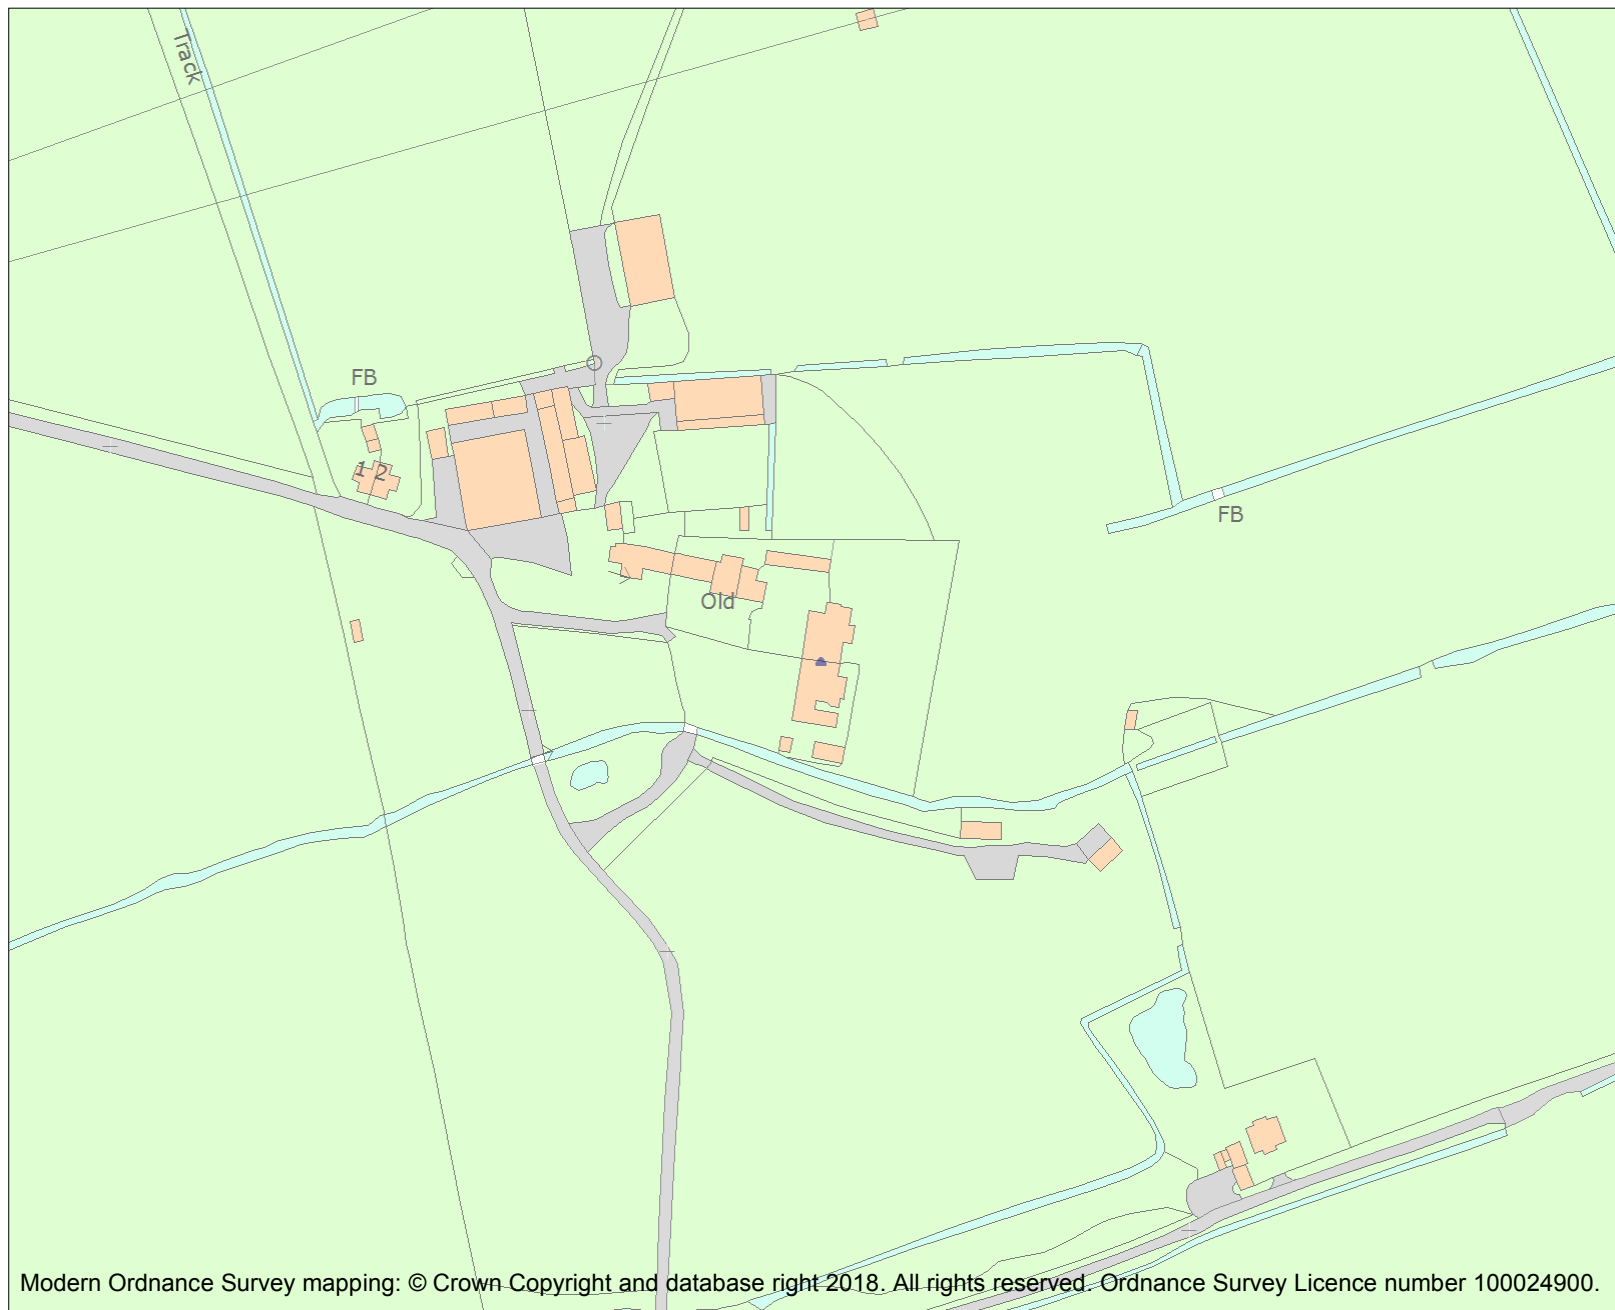 Track
FB
1 2
FB
Old
Modern Ordnance Survey mapping: © Crown Copyright and database right 2018. All rights reserved. Ordnance Survey Licence number 100024900.